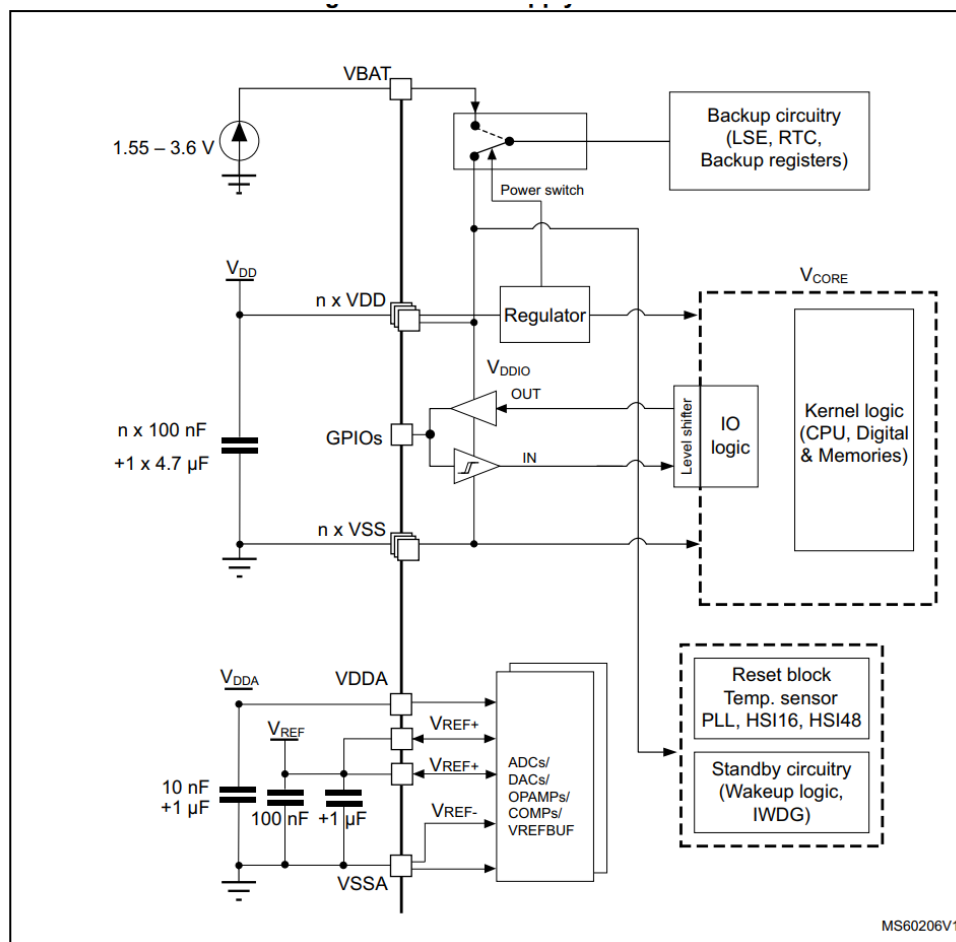 VBAT
1.55 – 3.6 V
Power switch
Backup circuitry
(LSE, RTC,
Backup registers)
VDD
n x VDD
Regulator
VCORE
VDDIO
OUT
n x 100 nF
+1 x 4.7 µF
GPIOs
IN
Level shifter
IO
logic
Kernel logic
(CPU, Digital
& Memories)
n x VSS
VDDA
VDDA
VREF
VREF+
VREF+
VREF-
10 nF
+1 µF
100 nF
+1 µF
VSSA
ADCs/
DACs/
OPAMPs/
COMPs/
VREFBUF
Reset block
Temp. sensor
PLL, HSI16, HSI48
Standby circuitry
(Wakeup logic,
IWDG)
MS60206V1